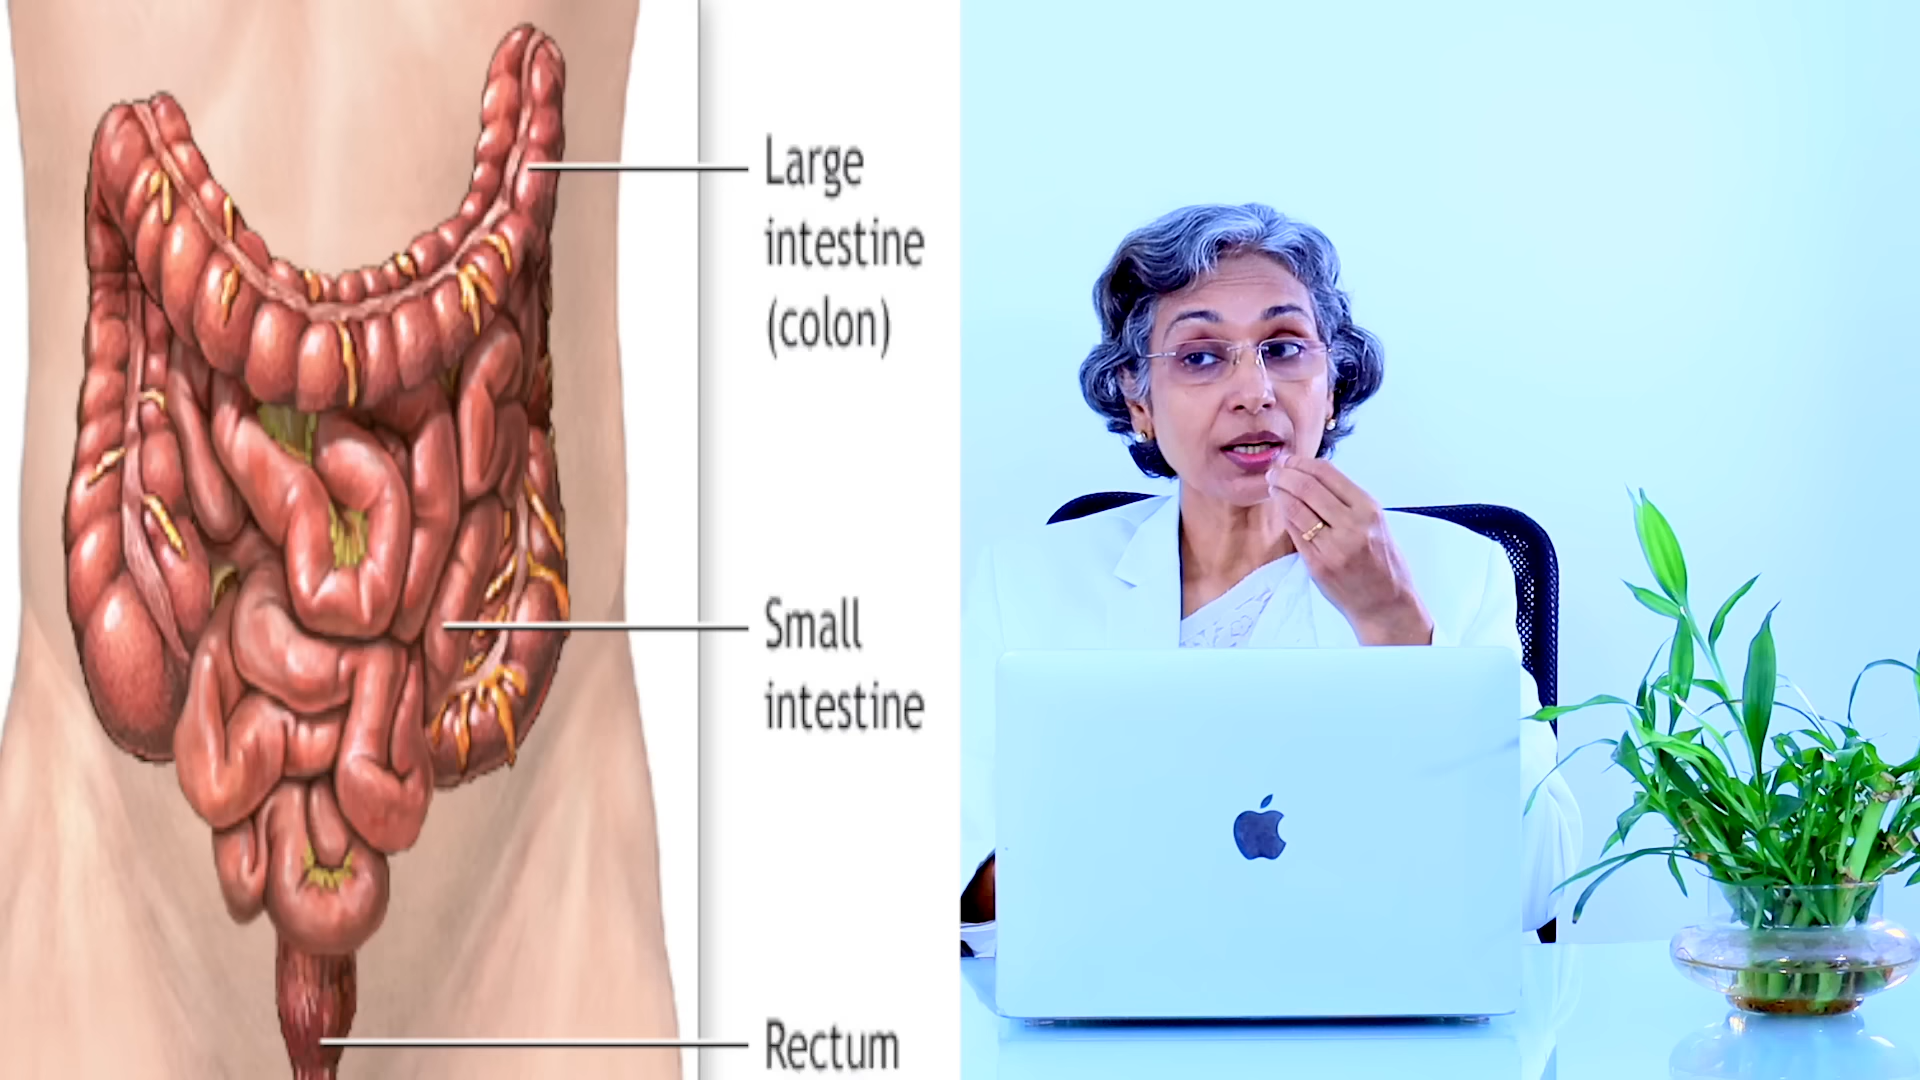 Large
intestine
(colon)
Small
intestine
Rectum